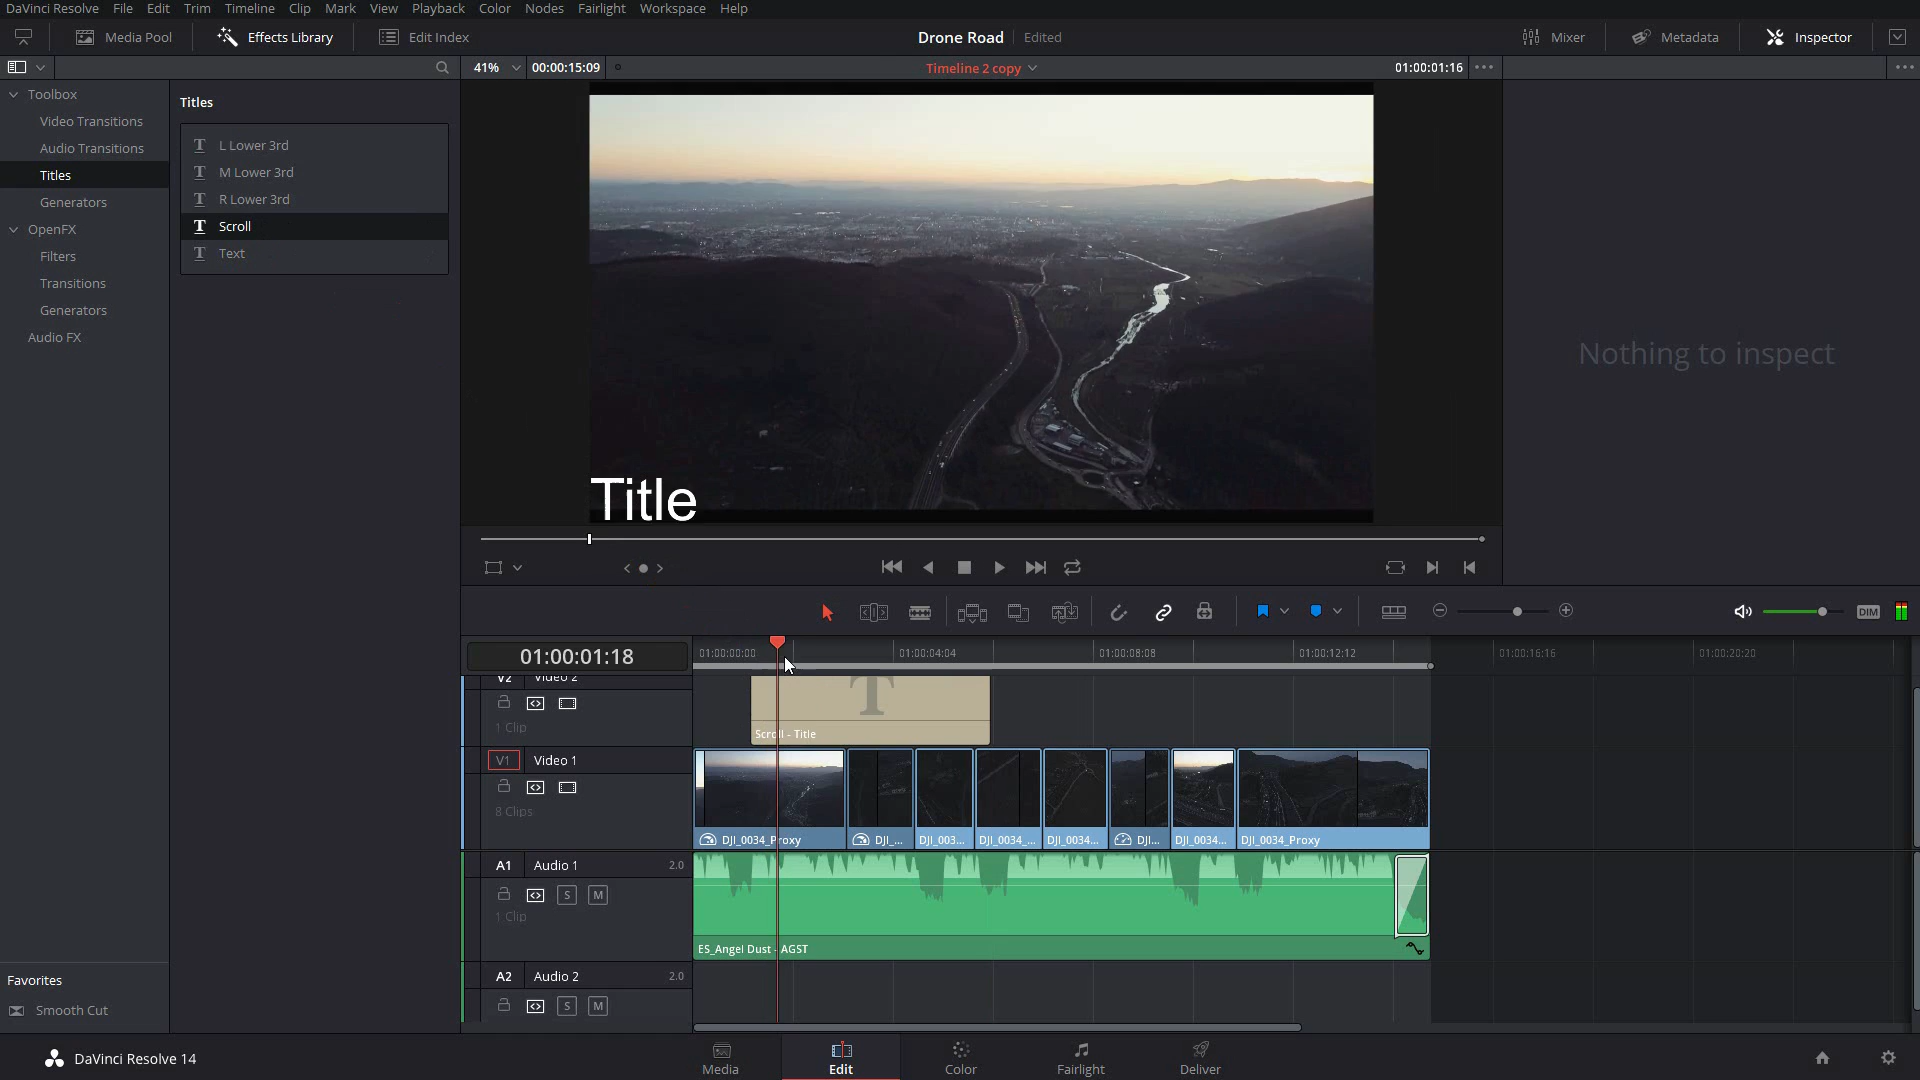 DaVinci Resolve File Edit Trim Timeline Clip Mark View Playback Color Nodes Fairlight Workspace Help
Media Pool Effects Library Edit Index Drone Road Edited Mixer Metadata Inspector
41% 00:00:15:09 Timeline 2 copy 01:00:01:16
Toolbox
Video Transitions
Audio Transitions
Titles
Generators
OpenFX
Filters
Transitions
Generators
Audio FX
Titles
L Lower 3rd
M Lower 3rd
R Lower 3rd
Scroll
Text
Title
Nothing to inspect
DIM
01:00:01:18
01:00:00:00 01:00:04:04 01:00:08:08 01:00:12:12 01:00:16:16 01:00:20:20
V2 Video 2
1 Clip
T
Scroll - Title
V1 Video 1
8 Clips
DJI_0034_Proxy DJI_... DJI_003... DJI_0034_... DJI_0034... DJI... DJI_0034... DJI_0034_Proxy
A1 Audio 1 2.0
S M
1 Clip
ES_Angel Dust - AGST
A2 Audio 2 2.0
S M
Favorites
Smooth Cut
DaVinci Resolve 14
Media Edit Color Fairlight Deliver